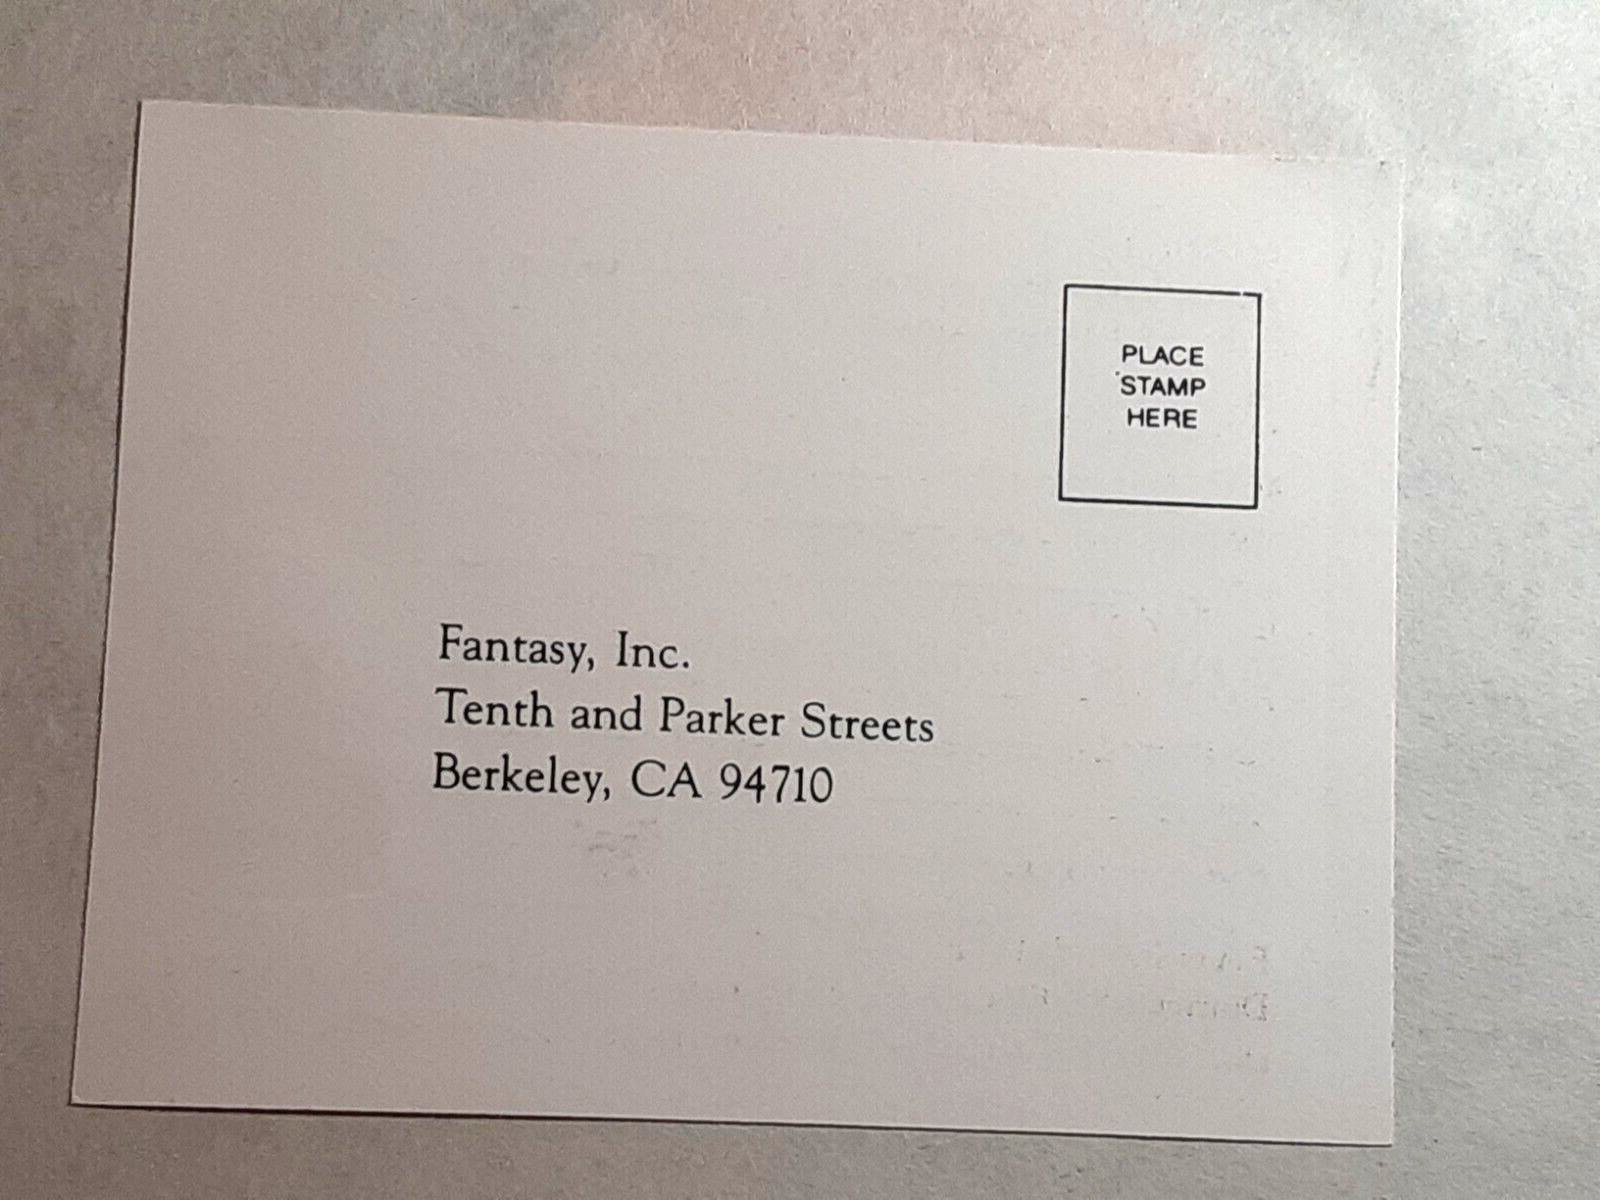 PLACE
STAMP
HERE
Fantasy, Inc.
Tenth and Parker Streets
Berkeley, CA 94710